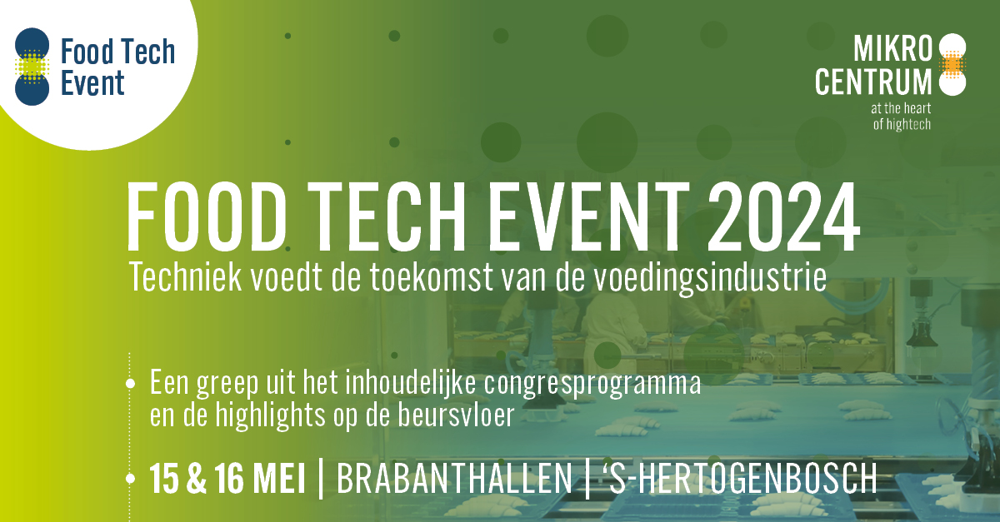 Food Tech
Event
MIKRO
CENTRUM
at the heart
of hightech
FOOD TECH EVENT 2024
Techniek voedt de toekomst van de voedingsindustrie
Een greep uit het inhoudelijke congresprogramma
en de highlights op de beursvloer
15 & 16 MEI | BRABANTHALLEN | ‘S-HERTOGENBOSCH